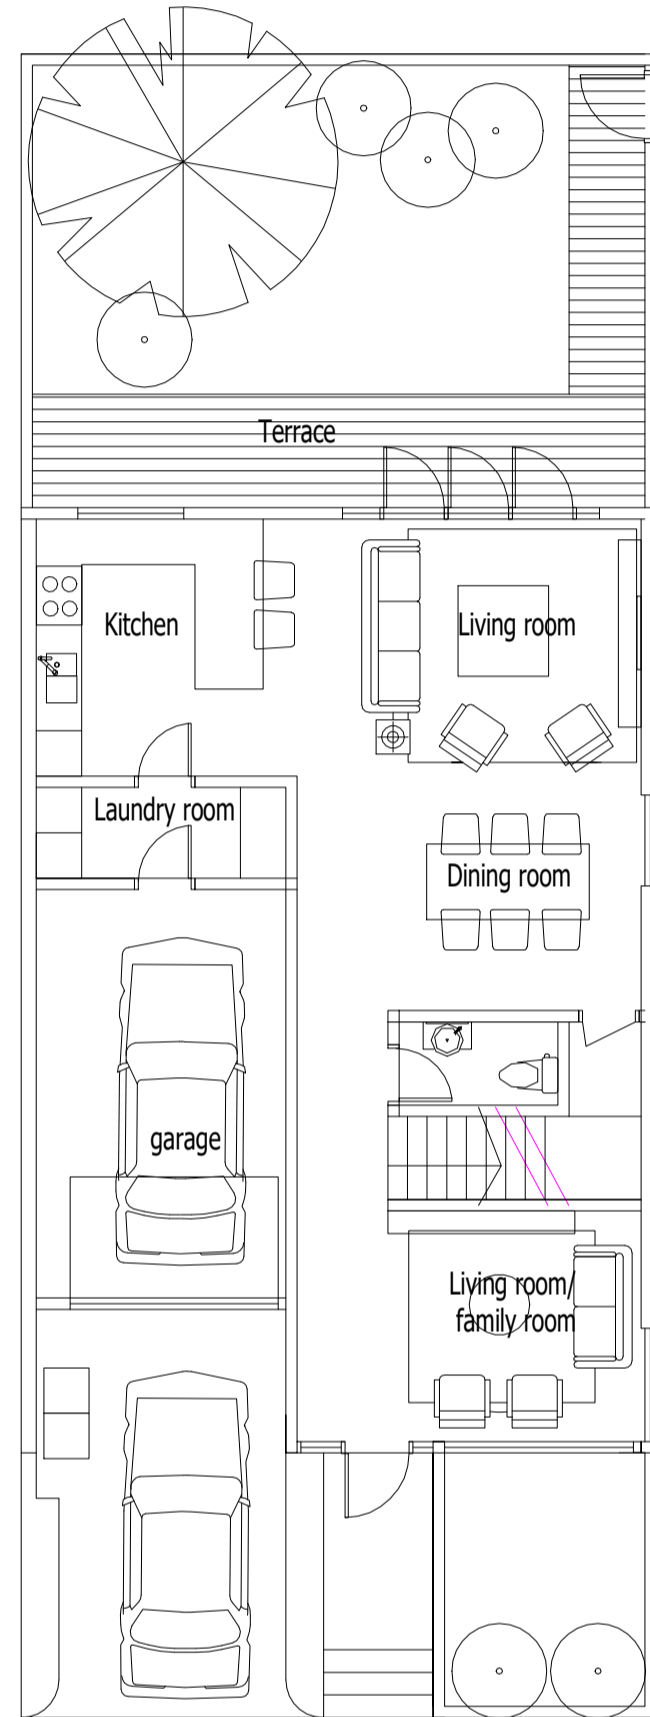 Terrace
Kitchen
Living room
Laundry room
Dining room
garage
Living room/
family room